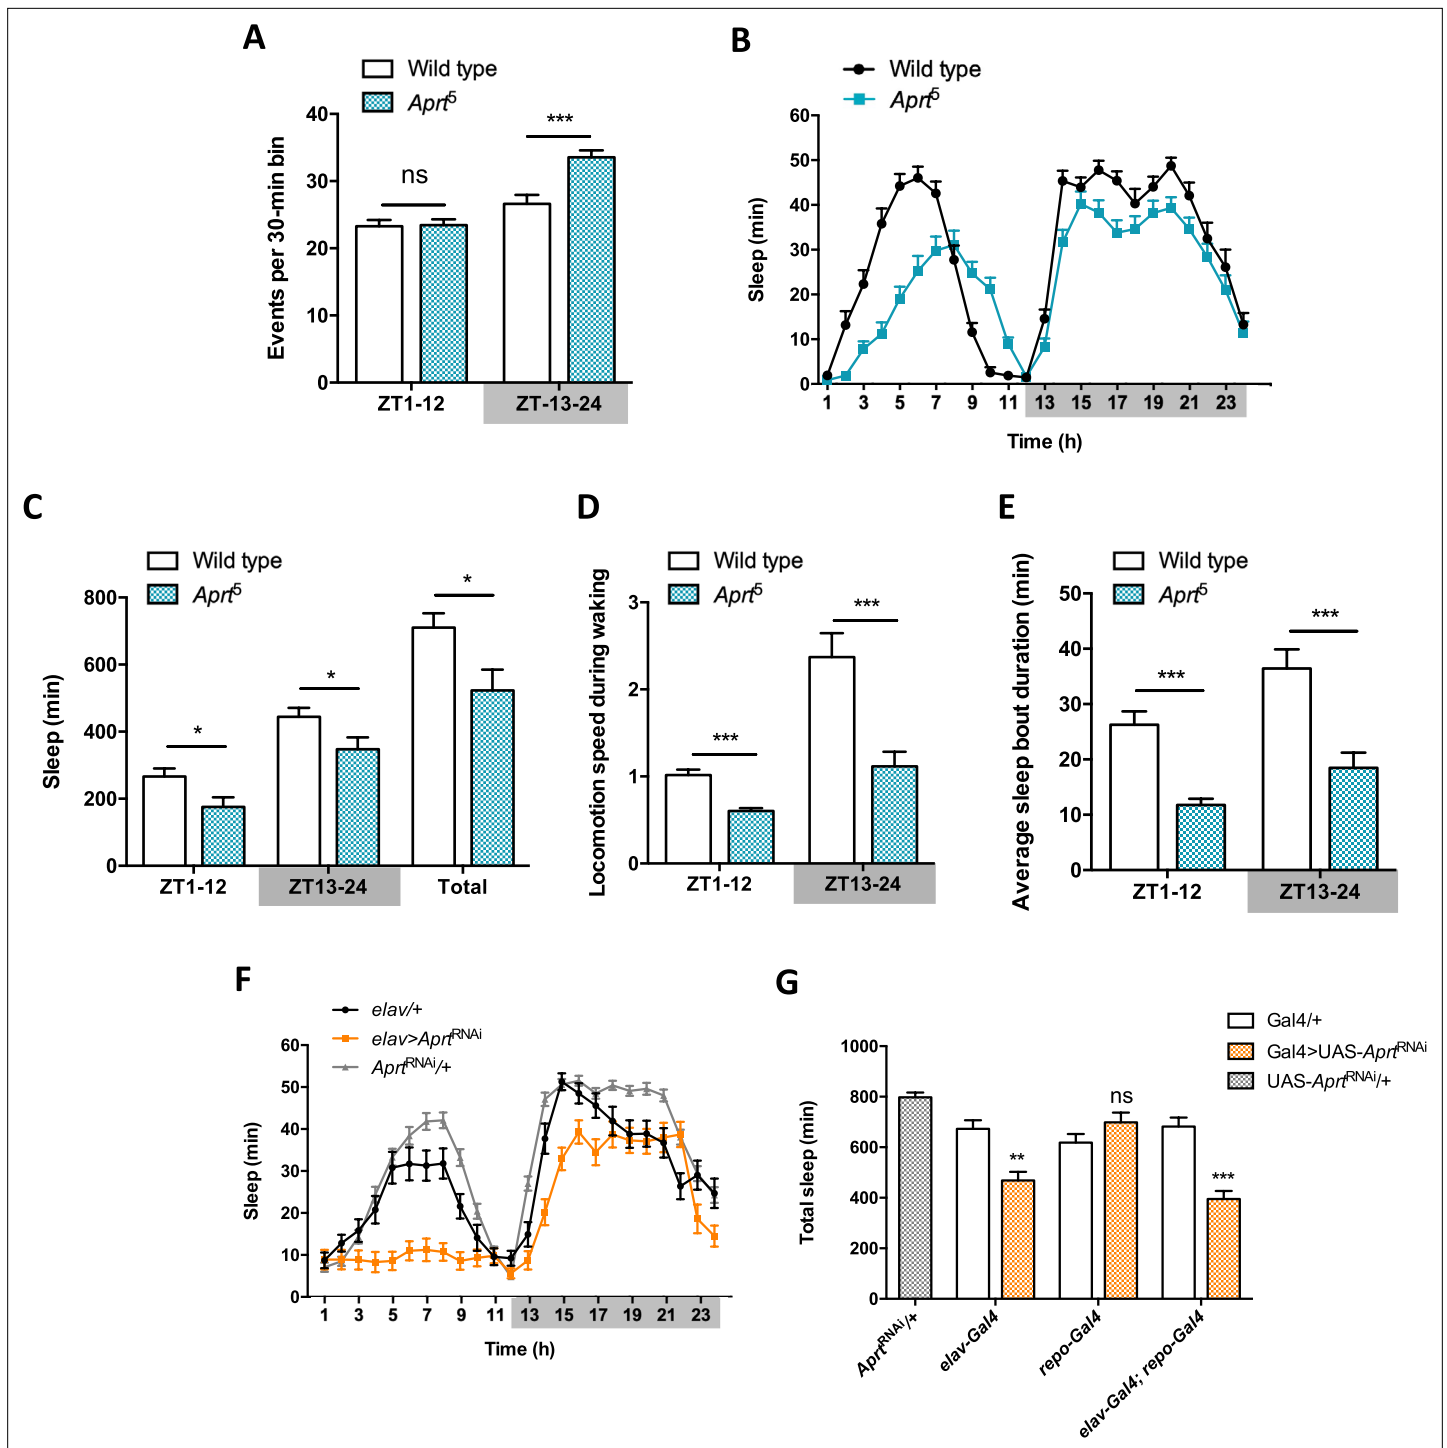 A
Wild type
Aprt5
Events per 30-min bin
40
30
20
10
0
ns
***
ZT1-12
ZT-13-24
B
Wild type
Aprt5
Sleep (min)
60
50
40
30
20
10
0
1 3 5 7 9 11 13 15 17 19 21 23
Time (h)
C
Wild type
Aprt5
Sleep (min)
800
600
400
200
0
*
*
*
ZT1-12
ZT13-24
Total
D
Wild type
Aprt5
Locomotion speed during waking
3
2
1
0
***
***
ZT1-12
ZT13-24
E
Wild type
Aprt5
Average sleep bout duration (min)
50
40
30
20
10
0
***
***
ZT1-12
ZT13-24
F
elav/+
elav>AprtRNAi
AprtRNAi/+
Sleep (min)
60
50
40
30
20
10
0
1 3 5 7 9 11 13 15 17 19 21 23
Time (h)
G
Gal4/+
Gal4>UAS-AprtRNAi
UAS-AprtRNAi/+
Total sleep (min)
1000
800
600
400
200
0
**
ns
***
AprtRNAi/+
elav-Gal4
repo-Gal4
elav-Gal4; repo-Gal4